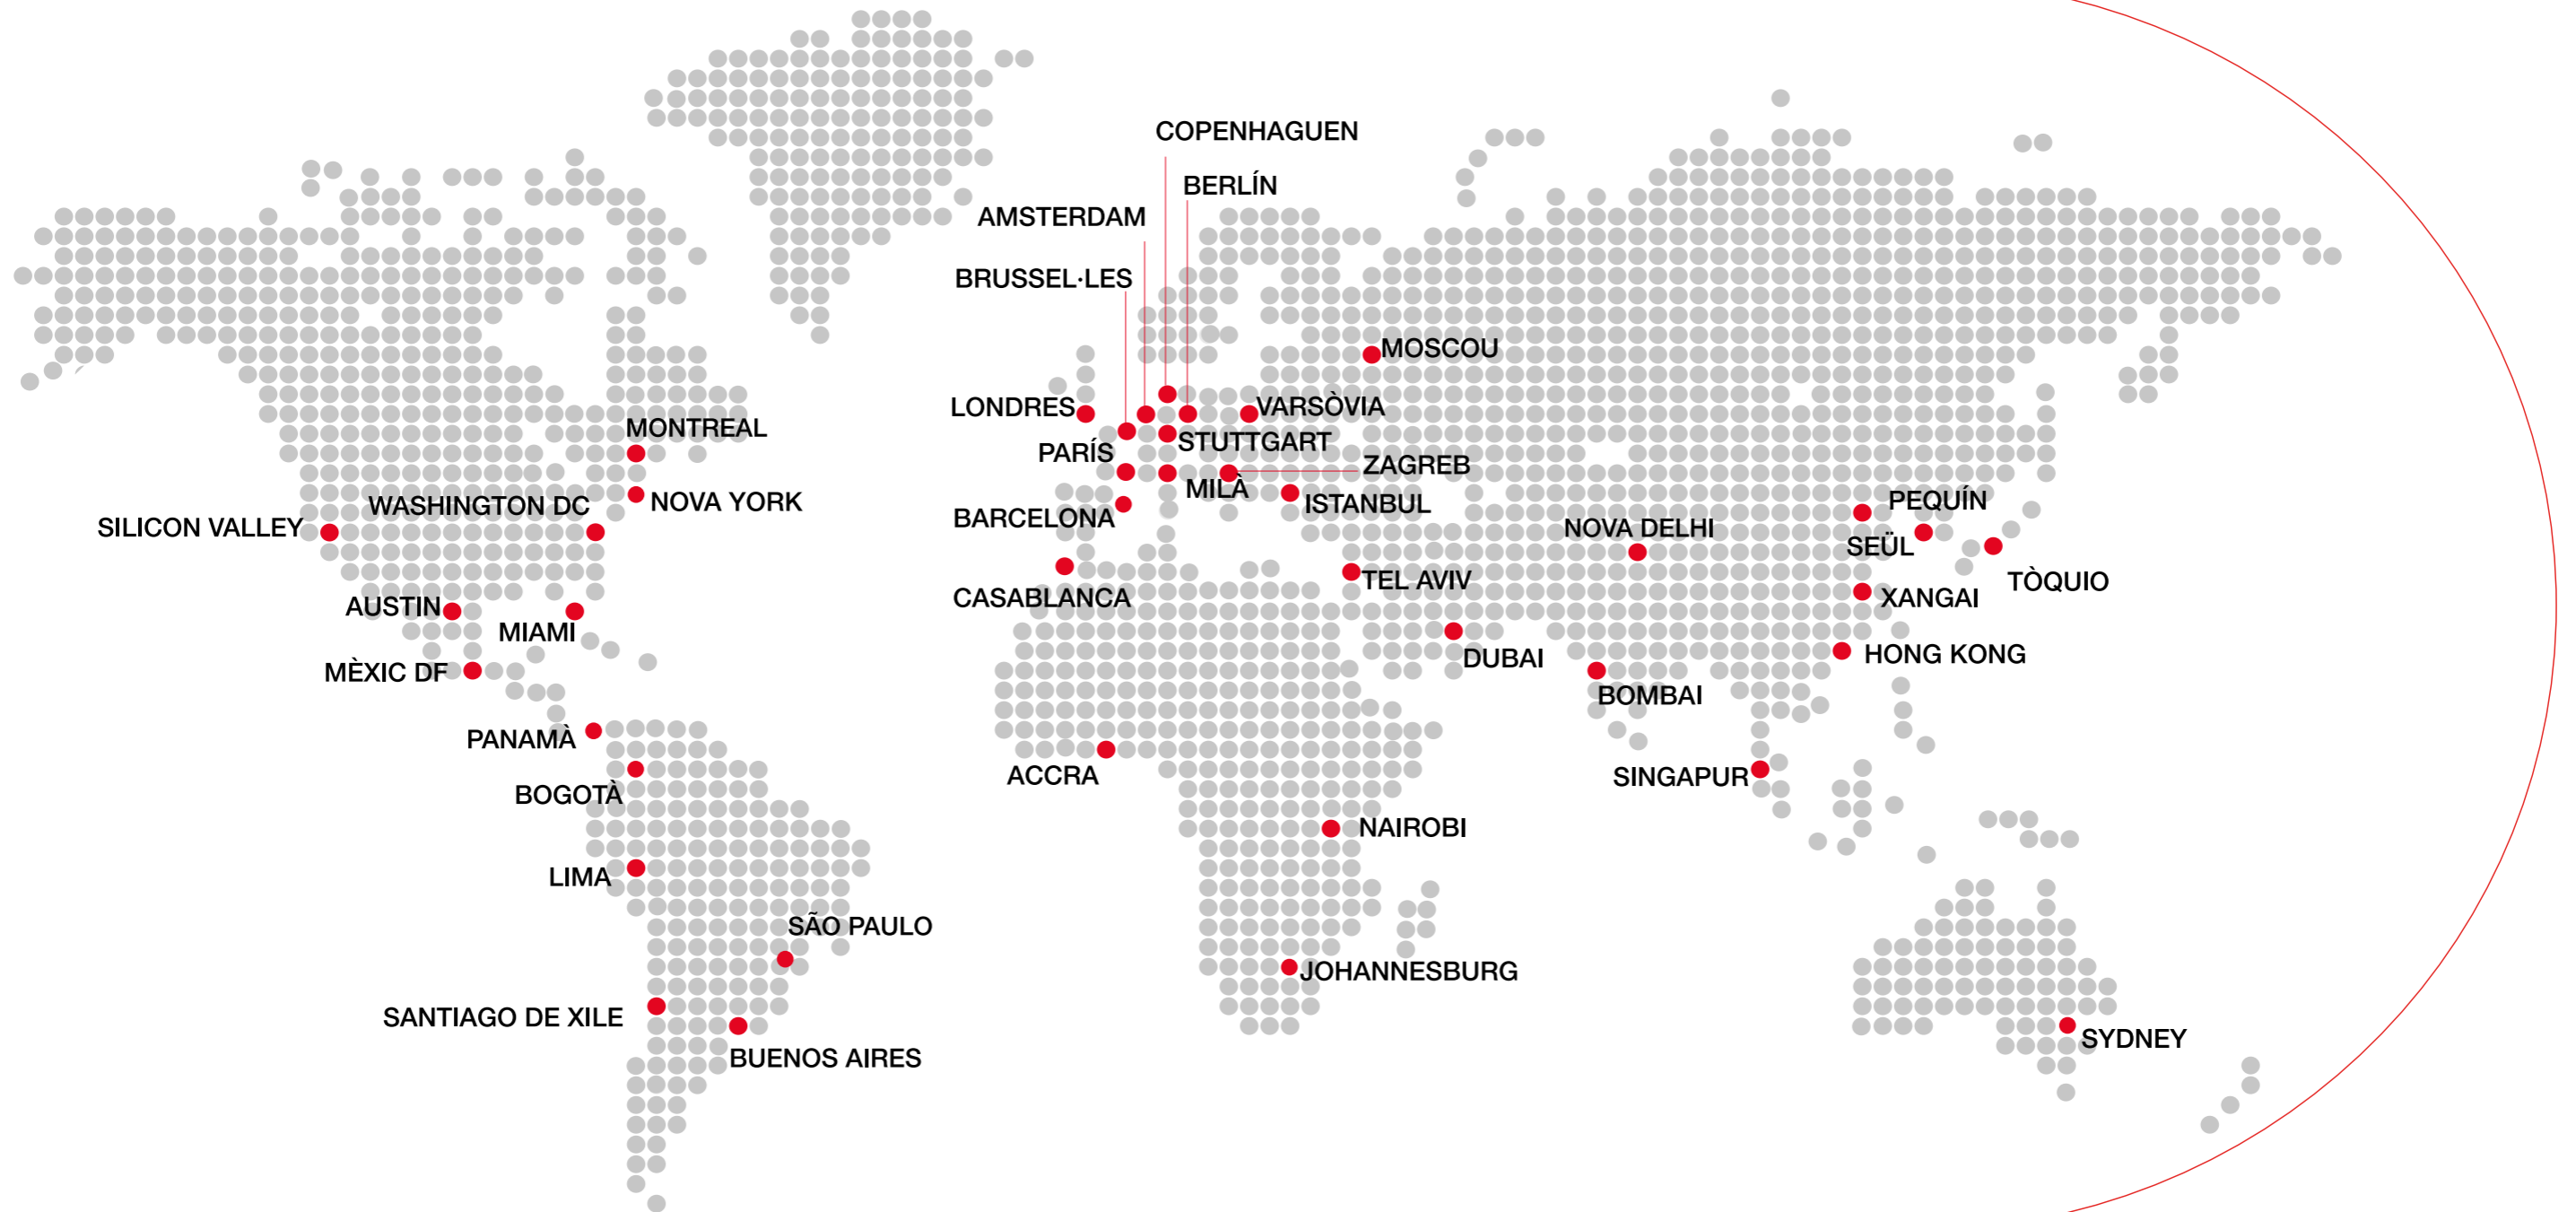 COPENHAGUEN
BERLÍN
AMSTERDAM
BRUSSEL·LES
MOSCOU
LONDRES
VARSÒVIA
MONTREAL
STUTTGART
PARÍS
ZAGREB
MILÀ
WASHINGTON DC
NOVA YORK
ISTANBUL
PEQUÍN
BARCELONA
SILICON VALLEY
NOVA DELHI
SEÜL
TEL AVIV
TÒQUIO
CASABLANCA
XANGAI
AUSTIN
MIAMI
HONG KONG
DUBAI
MÈXIC DF
BOMBAI
PANAMÀ
ACCRA
SINGAPUR
BOGOTÀ
NAIROBI
LIMA
SÃO PAULO
JOHANNESBURG
SANTIAGO DE XILE
SYDNEY
BUENOS AIRES